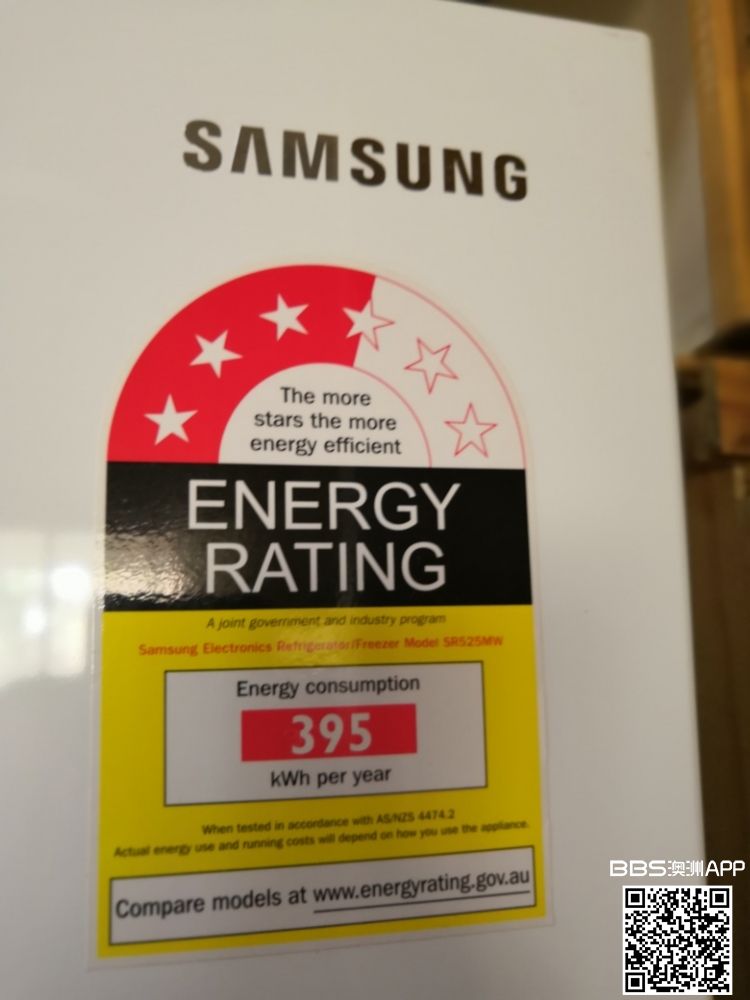 SAMSUNG
The more
stars the more
energy efficient
ENERGY
RATING
A joint government and industry program
Samsung Electronics Refrigerator/Freezer Model SR525MW
Energy consumption
395
kWh per year
When tested in accordance with AS/NZS 4474.2
Actual energy use and running costs will depend on how you use the appliance.
Compare models at www.energyrating.gov.au
BBS澳洲APP